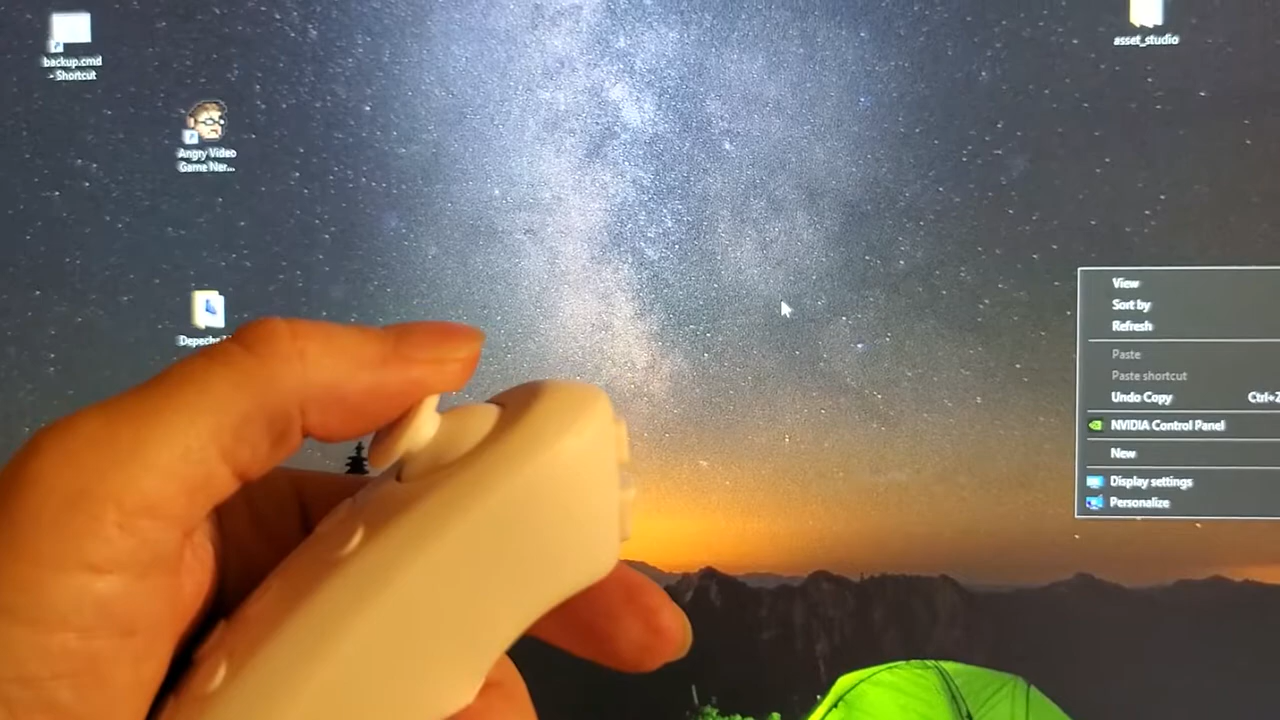 backup.cmd
- Shortcut
Angry Video
Game Ner...
asset_studio
View
Sort by
Refresh
Paste
Paste shortcut
Undo Copy
NVIDIA Control Panel
New
Display settings
Personalize